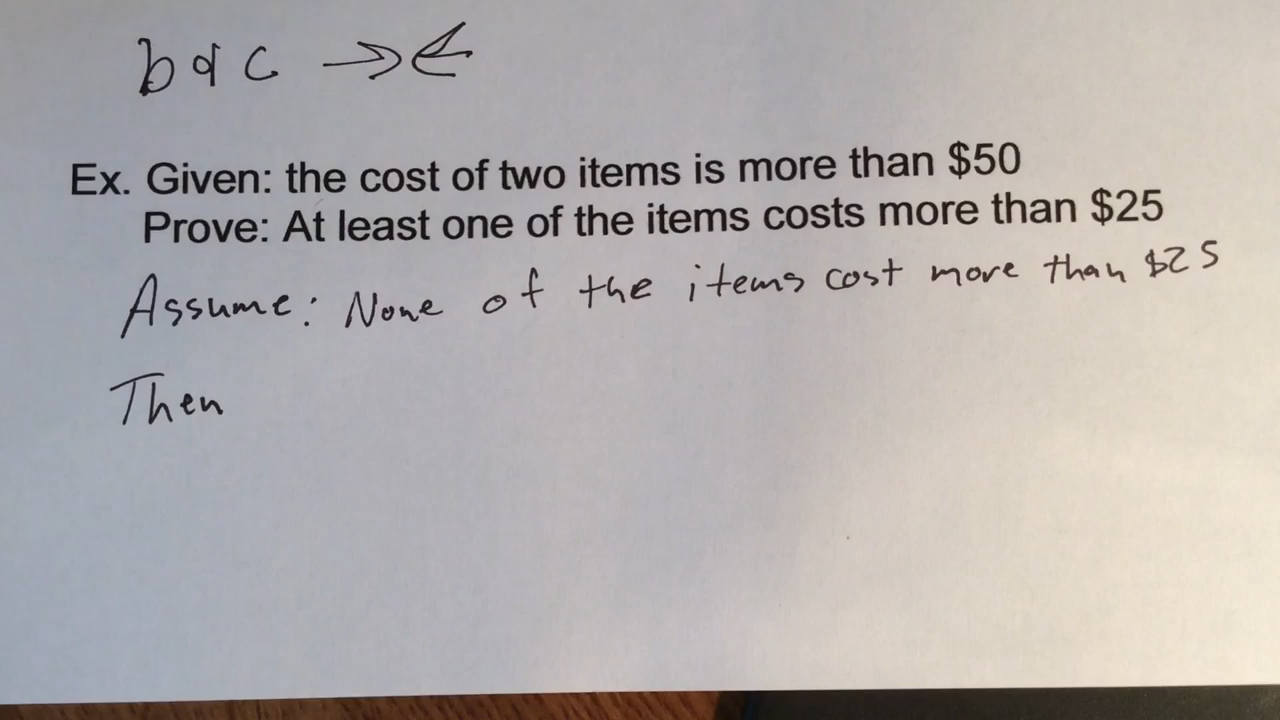 b & c →←
Ex. Given: the cost of two items is more than $50
Prove: At least one of the items costs more than $25
Assume: None of the items cost more than $25
Then